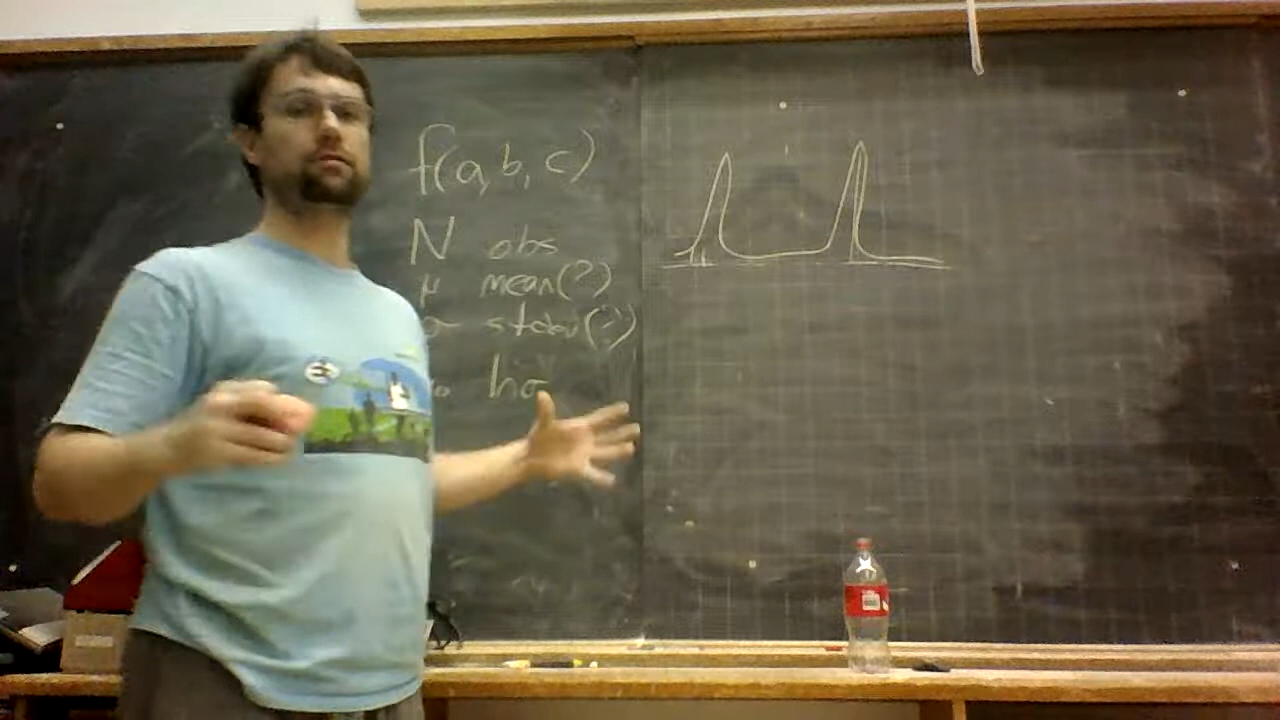 f(a, b, c)
N obs
μ mean(?)
σ stdev(?)
hσ